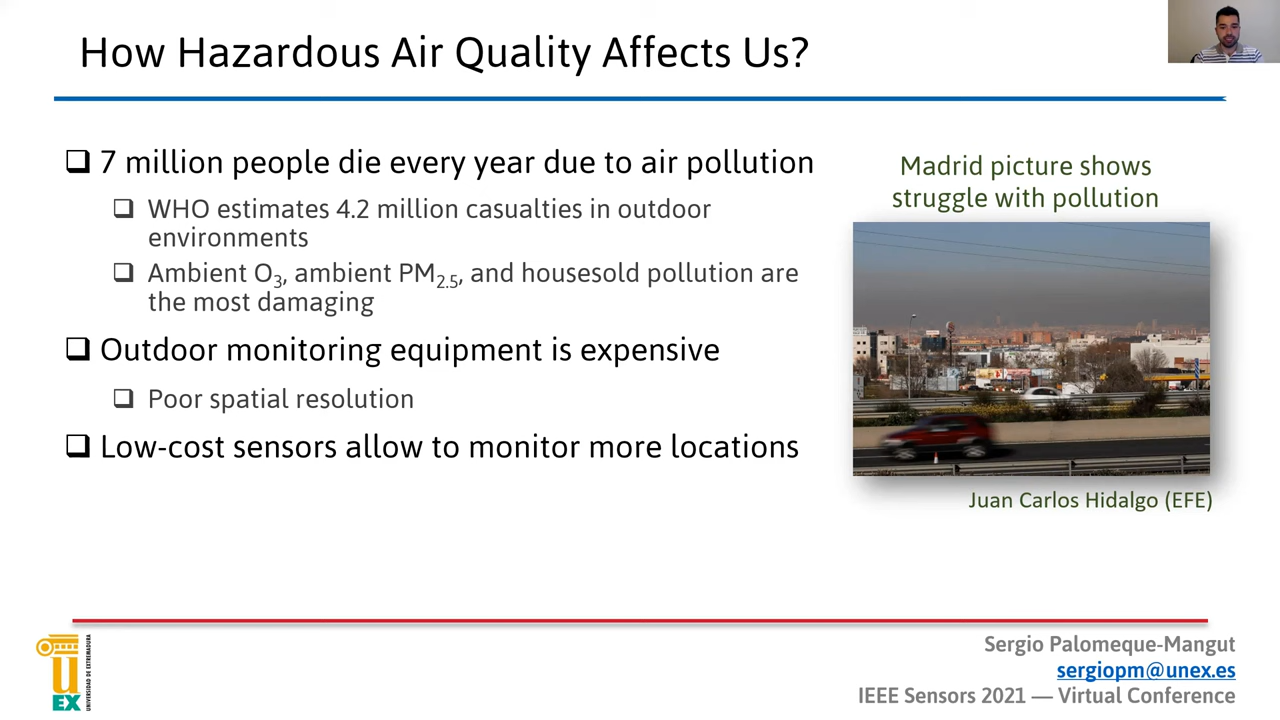 How Hazardous Air Quality Affects Us?
7 million people die every year due to air pollution
WHO estimates 4.2 million casualties in outdoor
environments
Ambient O₃, ambient PM₂.₅, and housesold pollution are
the most damaging
Outdoor monitoring equipment is expensive
Poor spatial resolution
Low-cost sensors allow to monitor more locations
Madrid picture shows
struggle with pollution
Juan Carlos Hidalgo (EFE)
UEX
UNIVERSIDAD DE EXTREMADURA
Sergio Palomeque-Mangut
sergiopm@unex.es
IEEE Sensors 2021 — Virtual Conference